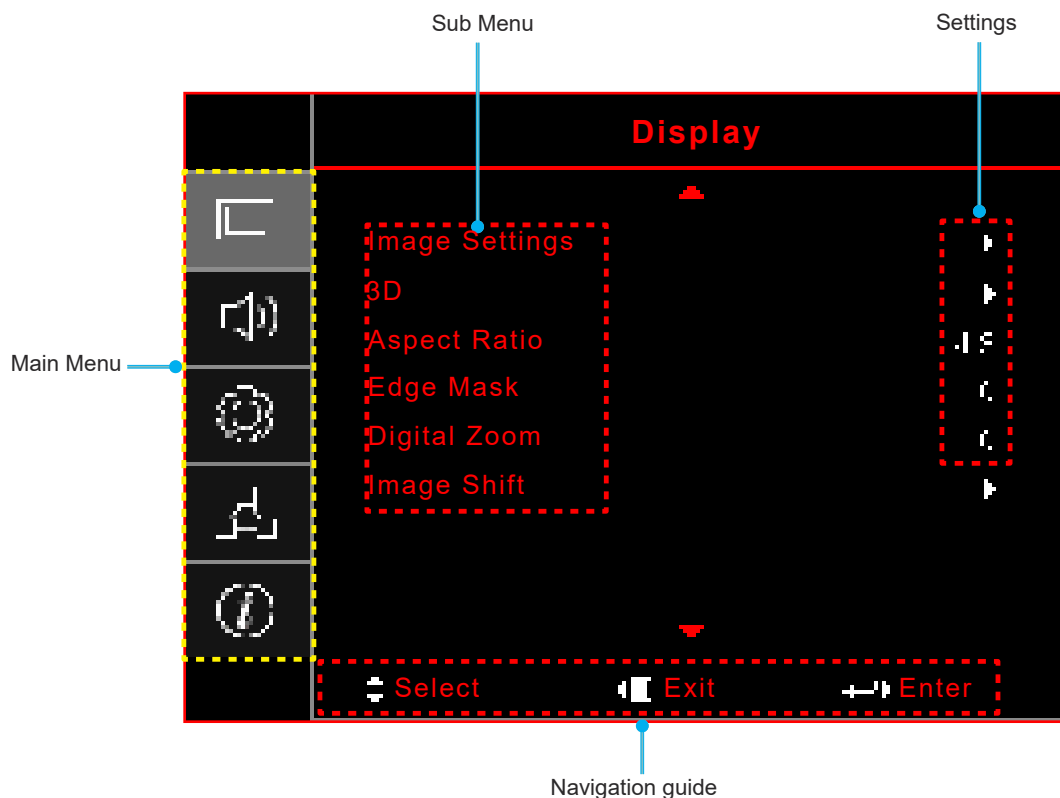 Sub Menu
Settings
Display
Image Settings
3D
Aspect Ratio
Edge Mask
Digital Zoom
Image Shift
Main Menu
Select Exit Enter
Navigation guide